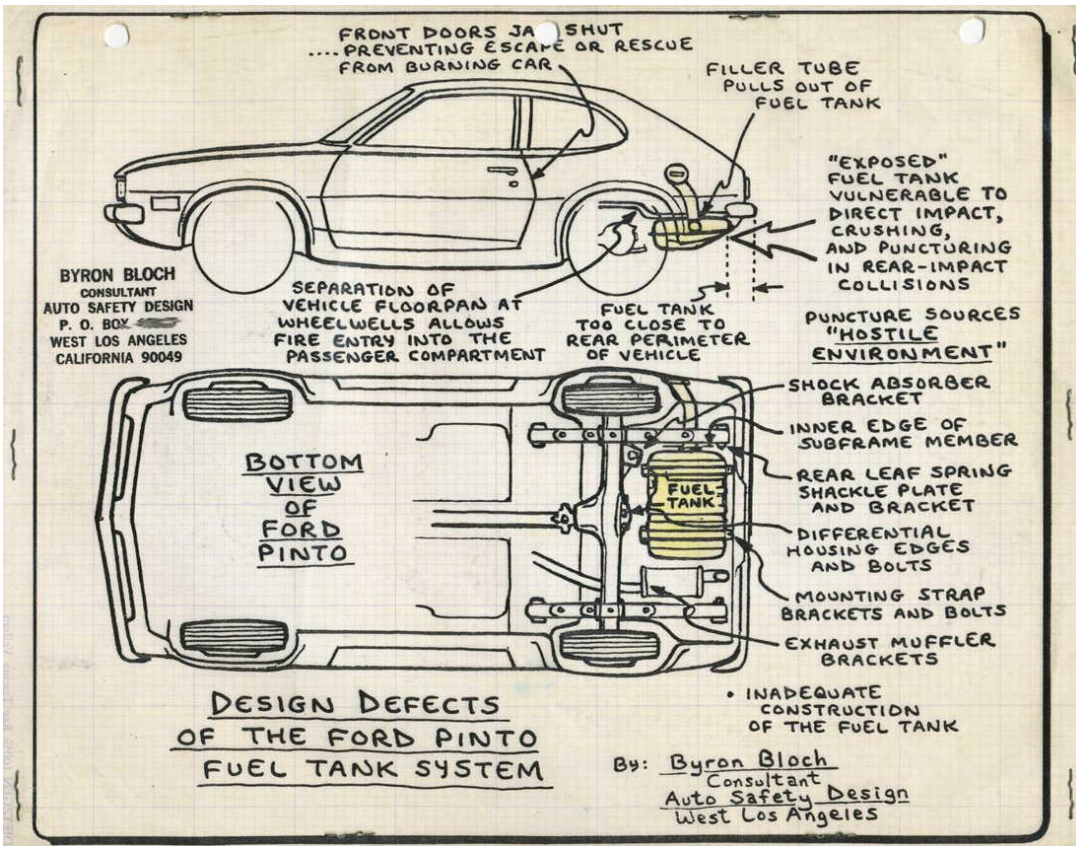 FRONT DOORS JAM SHUT
.... PREVENTING ESCAPE OR RESCUE
FROM BURNING CAR
FILLER TUBE
PULLS OUT OF
FUEL TANK
"EXPOSED"
FUEL TANK
VULNERABLE TO
DIRECT IMPACT,
CRUSHING,
AND PUNCTURING
IN REAR-IMPACT
COLLISIONS
BYRON BLOCH
CONSULTANT
AUTO SAFETY DESIGN
P. O. BOX
WEST LOS ANGELES
CALIFORNIA 90049
SEPARATION OF
VEHICLE FLOORPAN AT
WHEELWELLS ALLOWS
FIRE ENTRY INTO THE
PASSENGER COMPARTMENT
FUEL TANK
TOO CLOSE TO
REAR PERIMETER
OF VEHICLE
PUNCTURE SOURCES
"HOSTILE
ENVIRONMENT"
SHOCK ABSORBER
BRACKET
INNER EDGE OF
SUBFRAME MEMBER
REAR LEAF SPRING
SHACKLE PLATE
AND BRACKET
DIFFERENTIAL
HOUSING EDGES
AND BOLTS
MOUNTING STRAP
BRACKETS AND BOLTS
EXHAUST MUFFLER
BRACKETS
BOTTOM
VIEW
OF
FORD
PINTO
FUEL
TANK
DESIGN DEFECTS
OF THE FORD PINTO
FUEL TANK SYSTEM
• INADEQUATE
CONSTRUCTION
OF THE FUEL TANK
By: Byron Bloch
Consultant
Auto Safety Design
West Los Angeles